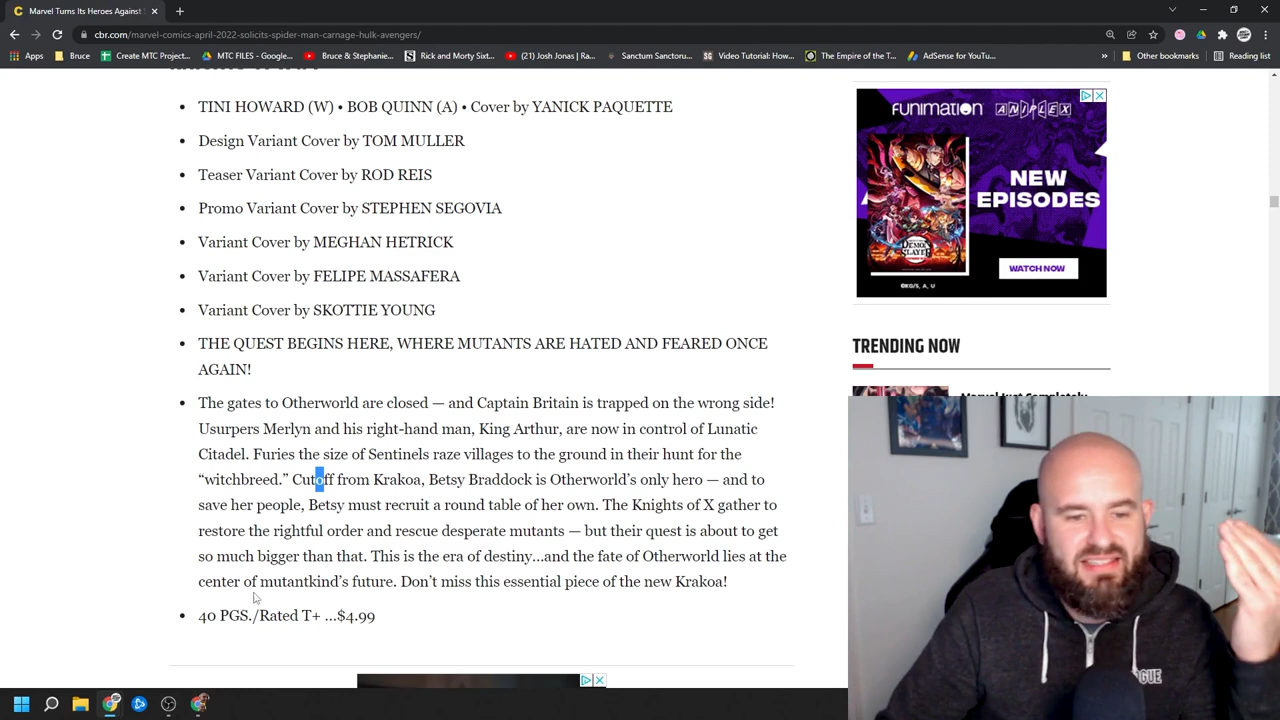 Marvel Turns Its Heroes Against
cbr.com/marvel-comics-april-2022-solicits-spider-man-carnage-hulk-avengers/
Apps
Bruce
Create MTC Project...
MTC FILES - Google...
Bruce & Stephanie...
Rick and Morty Sixt...
(21) Josh Jonas | Ra...
Sanctum Sanctoru...
Video Tutorial: How...
The Empire of the T...
AdSense for YouTu...
»
Other bookmarks
Reading list
• TINI HOWARD (W) • BOB QUINN (A) • Cover by YANICK PAQUETTE
• Design Variant Cover by TOM MULLER
• Teaser Variant Cover by ROD REIS
• Promo Variant Cover by STEPHEN SEGOVIA
• Variant Cover by MEGHAN HETRICK
• Variant Cover by FELIPE MASSAFERA
• Variant Cover by SKOTTIE YOUNG
• THE QUEST BEGINS HERE, WHERE MUTANTS ARE HATED AND FEARED ONCE
AGAIN!
• The gates to Otherworld are closed — and Captain Britain is trapped on the wrong side!
Usurpers Merlyn and his right-hand man, King Arthur, are now in control of Lunatic
Citadel. Furies the size of Sentinels raze villages to the ground in their hunt for the
“witchbreed.” Cutoff from Krakoa, Betsy Braddock is Otherworld’s only hero — and to
save her people, Betsy must recruit a round table of her own. The Knights of X gather to
restore the rightful order and rescue desperate mutants — but their quest is about to get
so much bigger than that. This is the era of destiny…and the fate of Otherworld lies at the
center of mutantkind’s future. Don’t miss this essential piece of the new Krakoa!
• 40 PGS./Rated T+ …$4.99
FUNIMATION
ANIPLEX
NEW
EPISODES
DEMON
SLAYER
WATCH NOW
©KG/S, A, U
TRENDING NOW